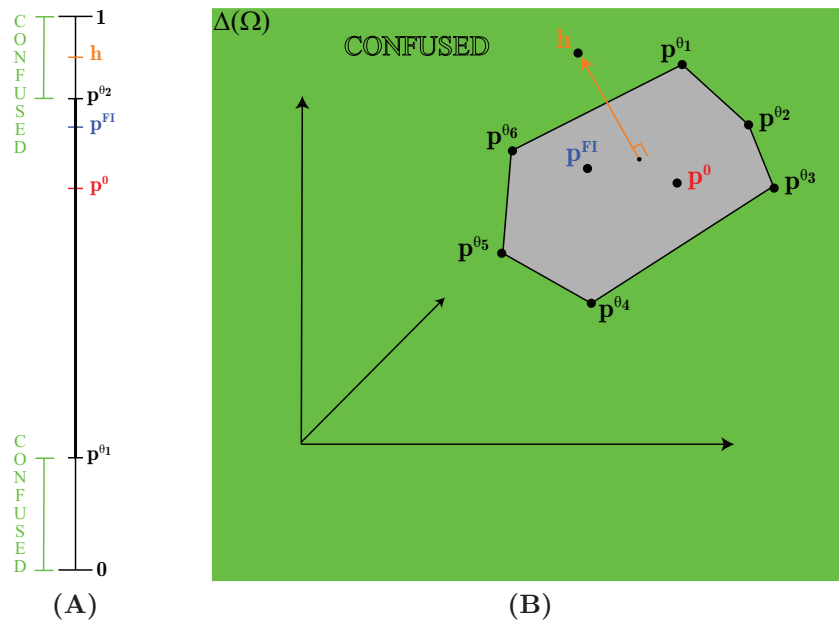 CONFUSED
1
h
p^θ2
p^FI
p^0
p^θ1
CONFUSED
0
(A)
Δ(Ω)
CONFUSED
h
p^θ1
p^θ2
p^θ6
p^FI
p^0
p^θ3
p^θ5
p^θ4
(B)